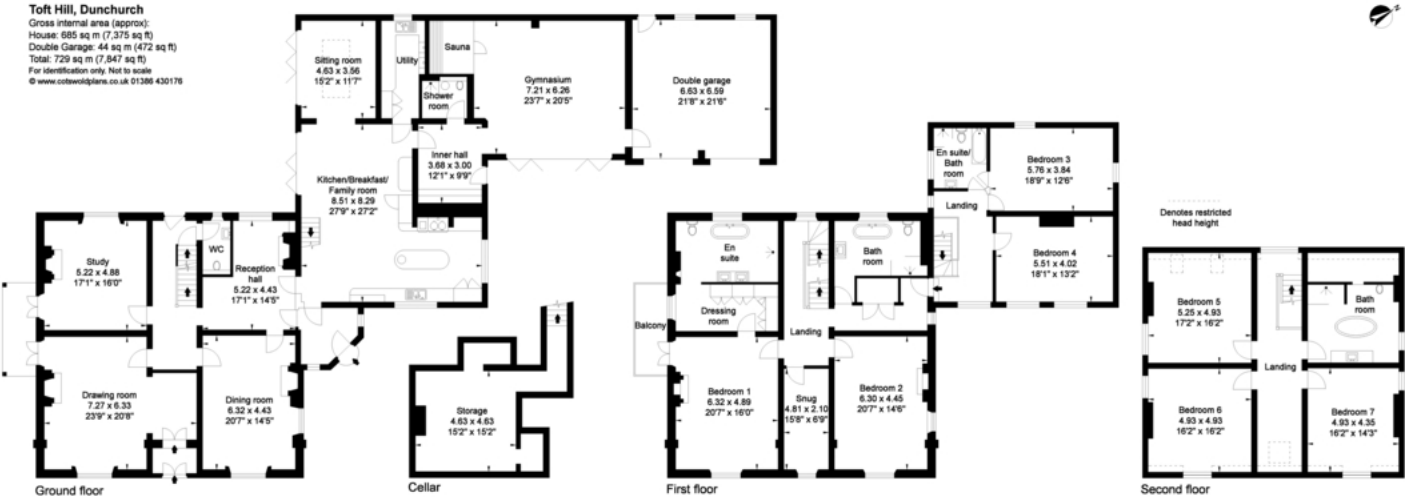 Toft Hill, Dunchurch
Gross internal area (approx):
House: 685 sq m (7,375 sq ft)
Double Garage: 44 sq m (472 sq ft)
Total: 729 sq m (7,847 sq ft)
For identification only. Not to scale
© www.cotswoldplans.co.uk 01386 430176
Z
Sitting room
4.63 x 3.56
15'2" x 11'7"
Utility
Sauna
Shower
room
Gymnasium
7.21 x 6.26
23'7" x 20'5"
Double garage
6.63 x 6.59
21'8" x 21'6"
Inner hall
3.68 x 3.00
12'1" x 9'9"
Kitchen/Breakfast/
Family room
8.51 x 8.29
27'9" x 27'2"
Study
5.22 x 4.88
17'1" x 16'0"
WC
Reception
hall
5.22 x 4.43
17'1" x 14'5"
Drawing room
7.27 x 6.33
23'9" x 20'8"
Dining room
6.32 x 4.43
20'7" x 14'5"
Ground floor
Storage
4.63 x 4.63
15'2" x 15'2"
Cellar
En
suite
Bath
room
Dressing
room
Balcony
Landing
Bedroom 1
6.32 x 4.89
20'7" x 16'0"
Snug
4.81 x 2.10
15'8" x 6'9"
Bedroom 2
6.30 x 4.45
20'7" x 14'6"
En suite/
Bath
room
Bedroom 3
5.76 x 3.84
18'9" x 12'6"
Landing
Bedroom 4
5.51 x 4.02
18'1" x 13'2"
First floor
Denotes restricted
head height
Bedroom 5
5.25 x 4.93
17'2" x 16'2"
Bath
room
Landing
Bedroom 6
4.93 x 4.93
16'2" x 16'2"
Bedroom 7
4.93 x 4.35
16'2" x 14'3"
Second floor